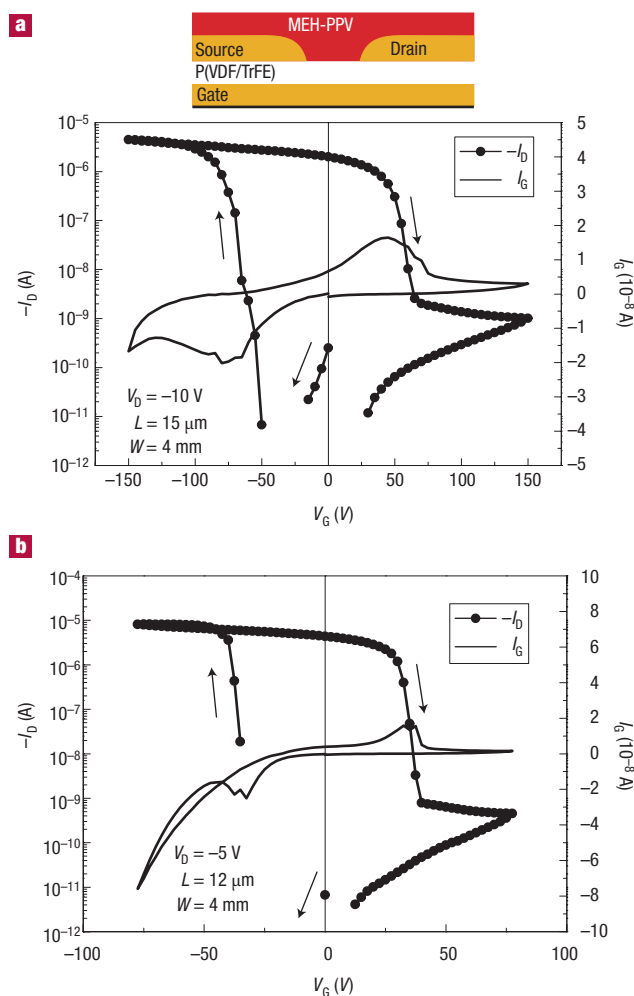 a
MEH-PPV
Source Drain
P(VDF/TrFE)
Gate
10⁻⁵ 5
10⁻⁶ 4
10⁻⁷ 3
10⁻⁸ 2
10⁻⁹ 1
10⁻¹⁰ 0
10⁻¹¹ –1
10⁻¹² –2
–3
–4
–5
–I_D (A)
I_G (10⁻⁸ A)
–I_D
I_G
V_D = –10 V
L = 15 μm
W = 4 mm
–150 –100 –50 0 50 100 150
V_G (V)
b
10⁻⁴ 10
10⁻⁵ 8
10⁻⁶ 6
10⁻⁷ 4
10⁻⁸ 2
10⁻⁹ 0
10⁻¹⁰ –2
10⁻¹¹ –4
10⁻¹² –6
–8
–10
–I_D (A)
I_G (10⁻⁸ A)
–I_D
I_G
V_D = –5 V
L = 12 μm
W = 4 mm
–100 –50 0 50 100
V_G (V)